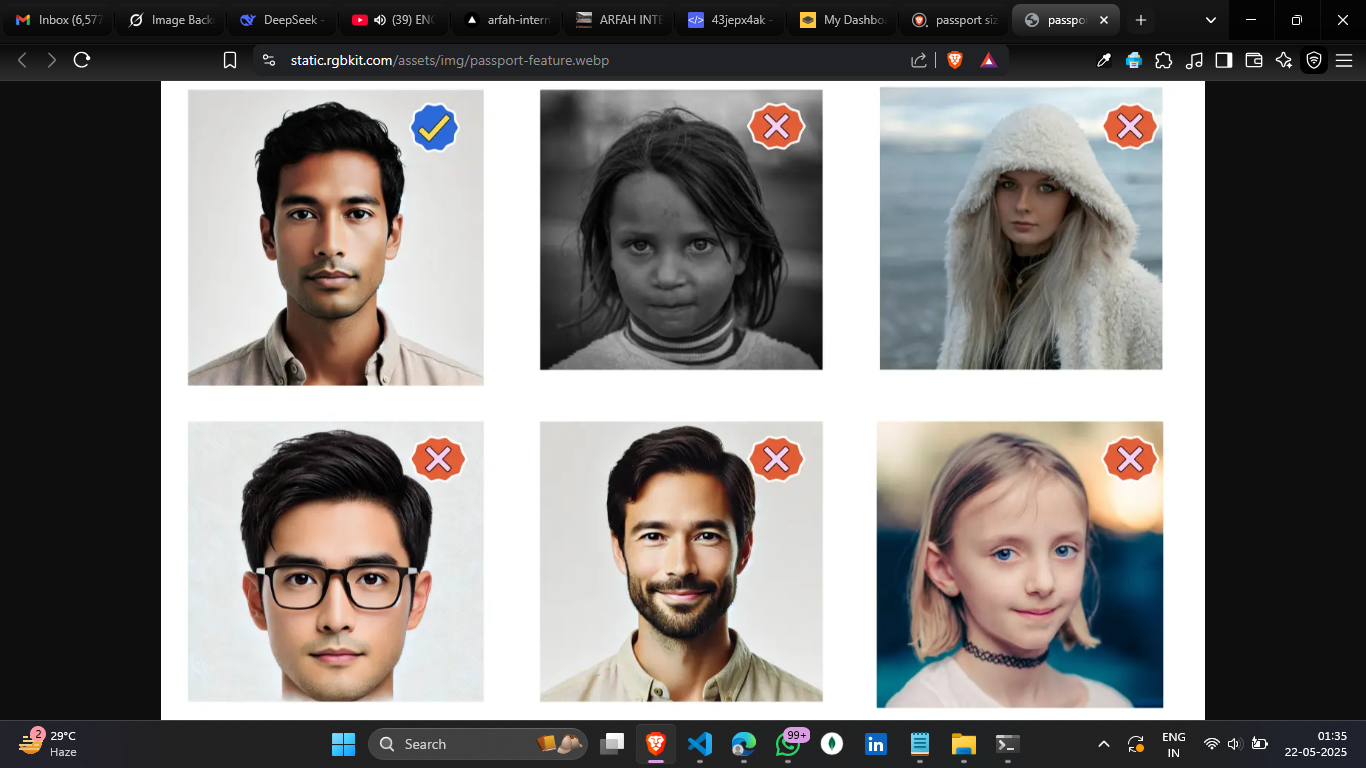 Inbox (6,577
Image Back
DeepSeek -
(39) ENG
arfah-intern
ARFAH INTE
43jepx4ak -
My Dashbo
passport siz
passpo
static.rgbkit.com/assets/img/passport-feature.webp
2
29°C
Haze
Search
99+
ENG
IN
01:35
22-05-2025